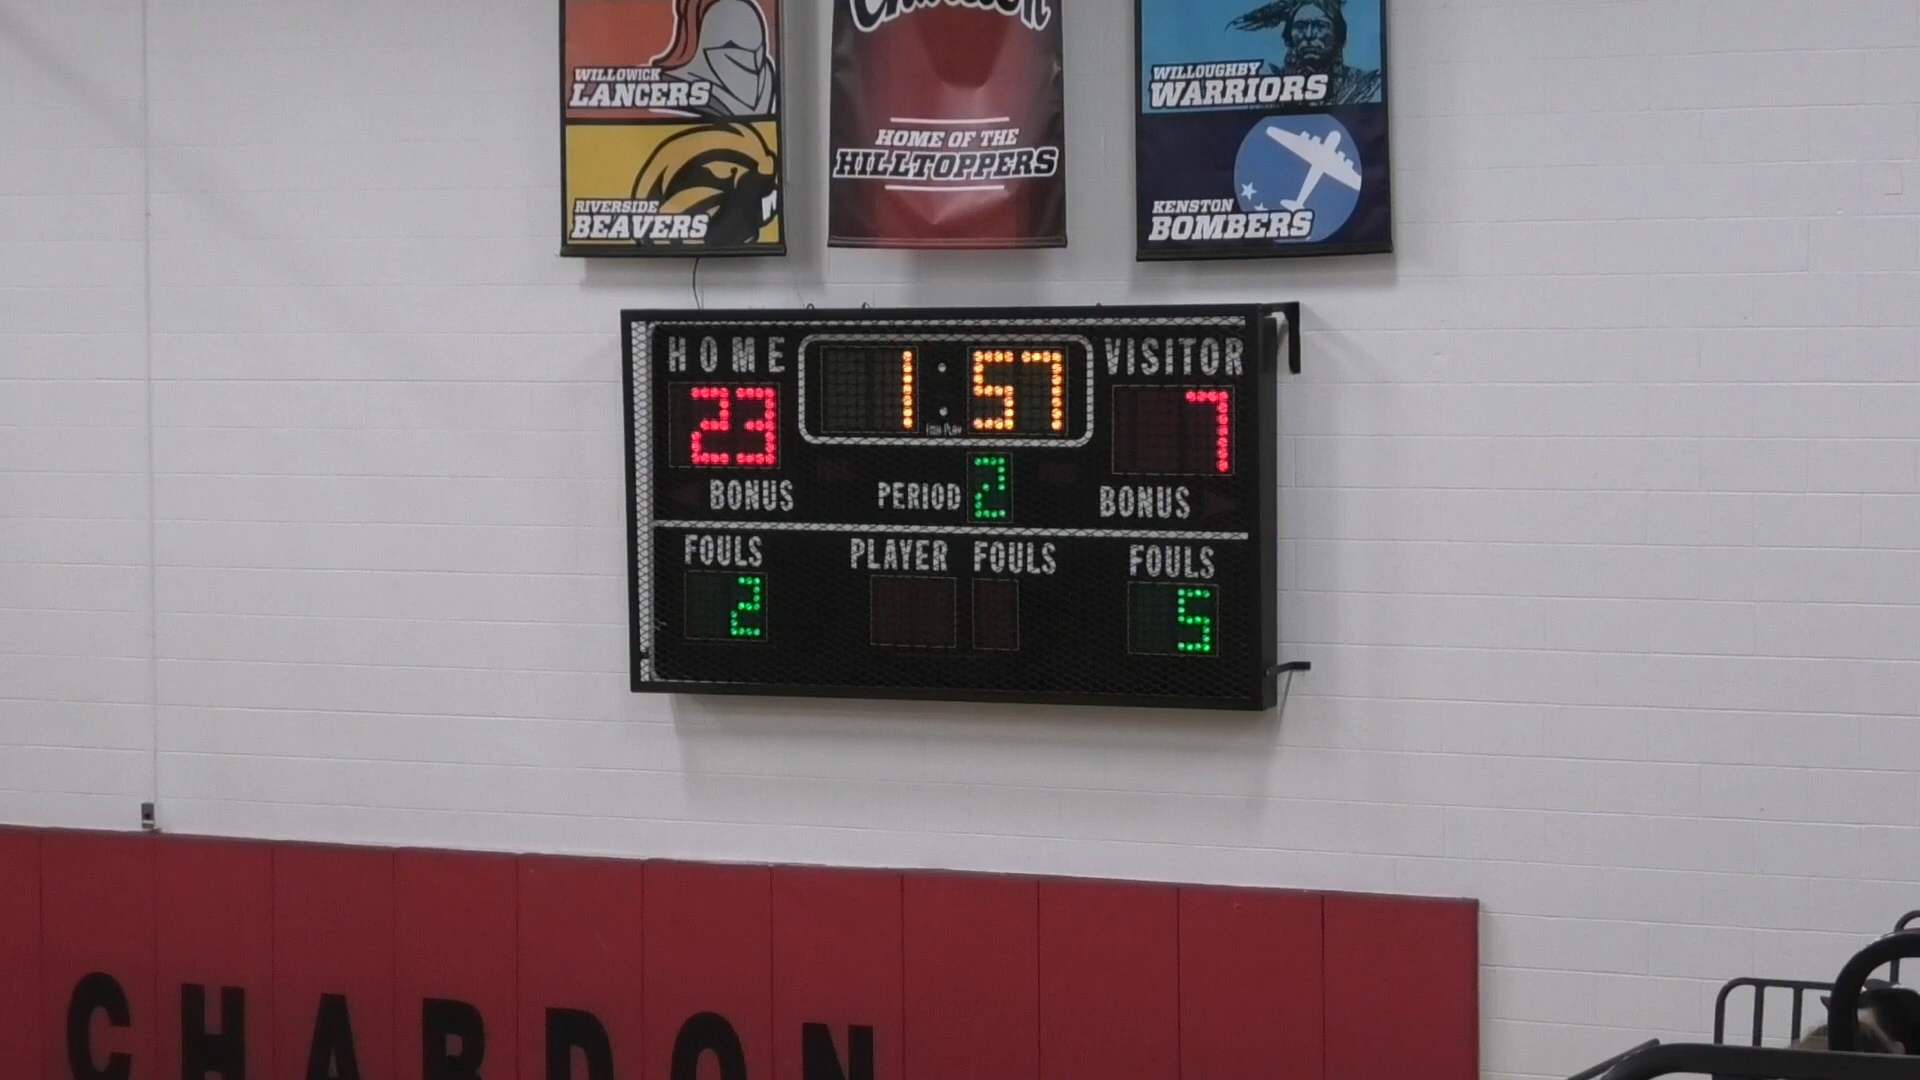 WILLOWICK
LANCERS
RIVERSIDE
BEAVERS
HOME OF THE
HILLTOPPERS
WILLOUGHBY
WARRIORS
KENSTON
BOMBERS
HOME 1:57 VISITOR
23 7
BONUS PERIOD 2 BONUS
FOULS PLAYER FOULS FOULS
2 5
CHARDON